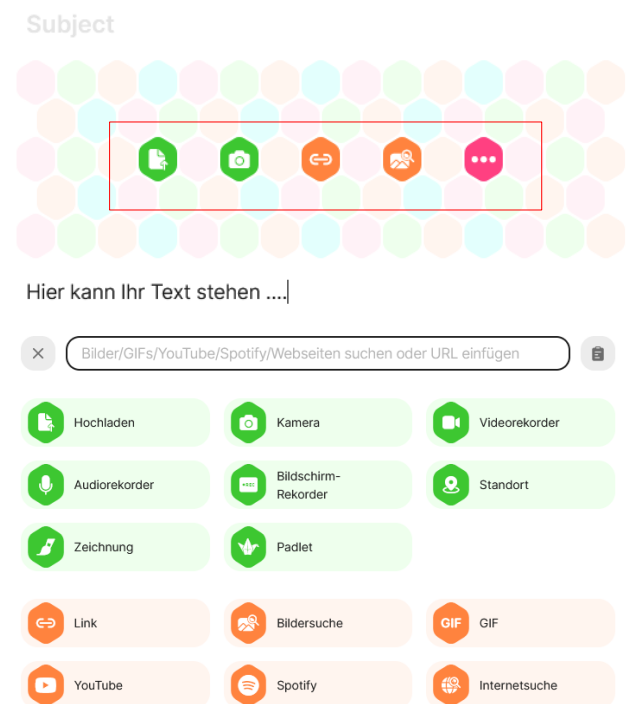 Subject
Hier kann Ihr Text stehen ....
Bilder/GIFs/YouTube/Spotify/Webseiten suchen oder URL einfügen
Hochladen
Kamera
Videorekorder
Audiorekorder
Bildschirm-
Rekorder
Standort
Zeichnung
Padlet
Link
Bildersuche
GIF
GIF
YouTube
Spotify
Internetsuche